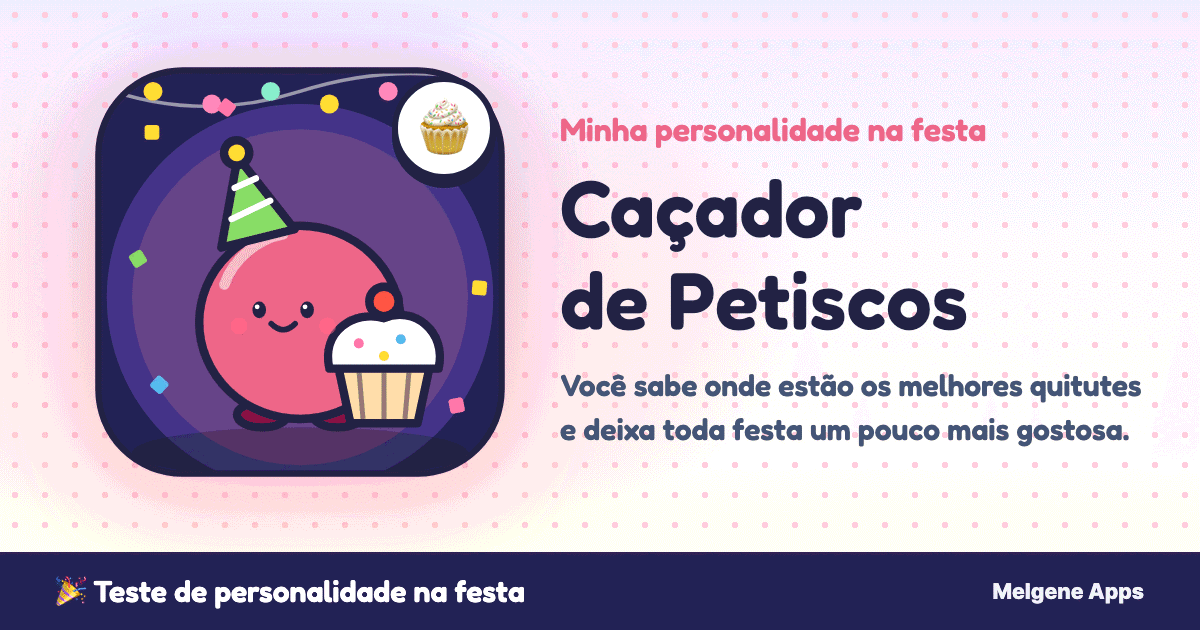 Minha personalidade na festa
Caçador
de Petiscos
Você sabe onde estão os melhores quitutes
e deixa toda festa um pouco mais gostosa.
Teste de personalidade na festa
Melgene Apps